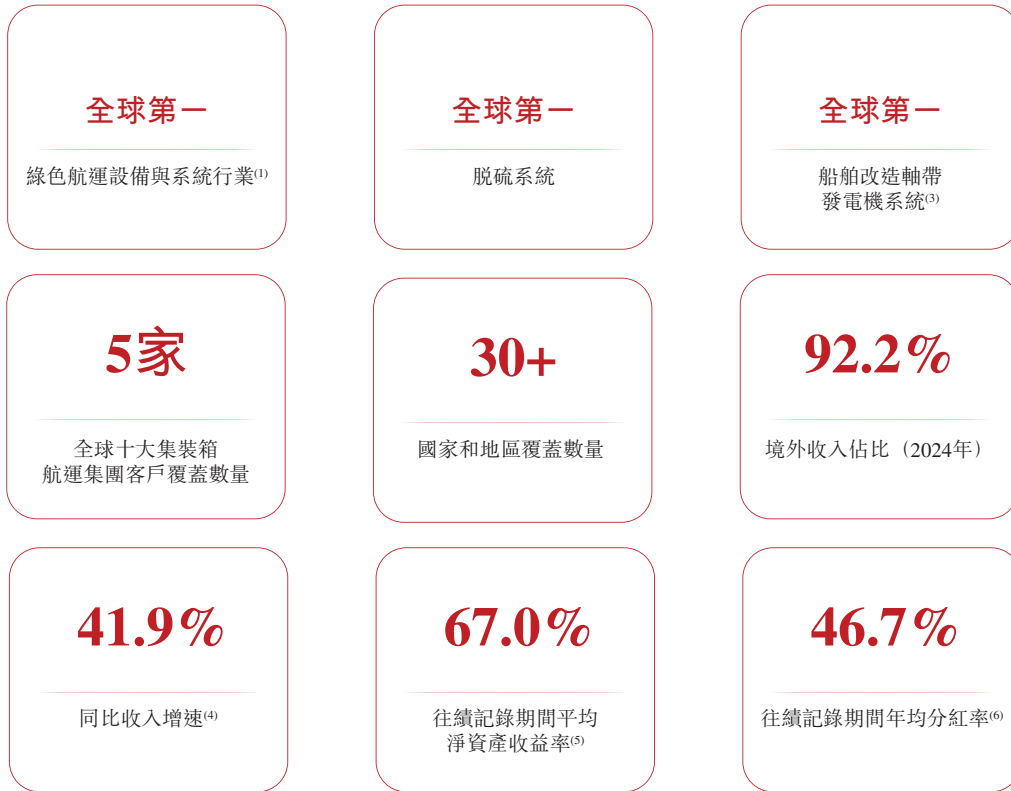 全球第一
綠色航運設備與系統行業(1)
全球第一
脱硫系統
全球第一
船舶改造軸帶
發電機系統(3)
5家
全球十大集裝箱
航運集團客戶覆蓋數量
30+
國家和地區覆蓋數量
92.2%
境外收入佔比（2024年）
41.9%
同比收入增速(4)
67.0%
往績記錄期間平均
淨資產收益率(5)
46.7%
往績記錄期間年均分紅率(6)